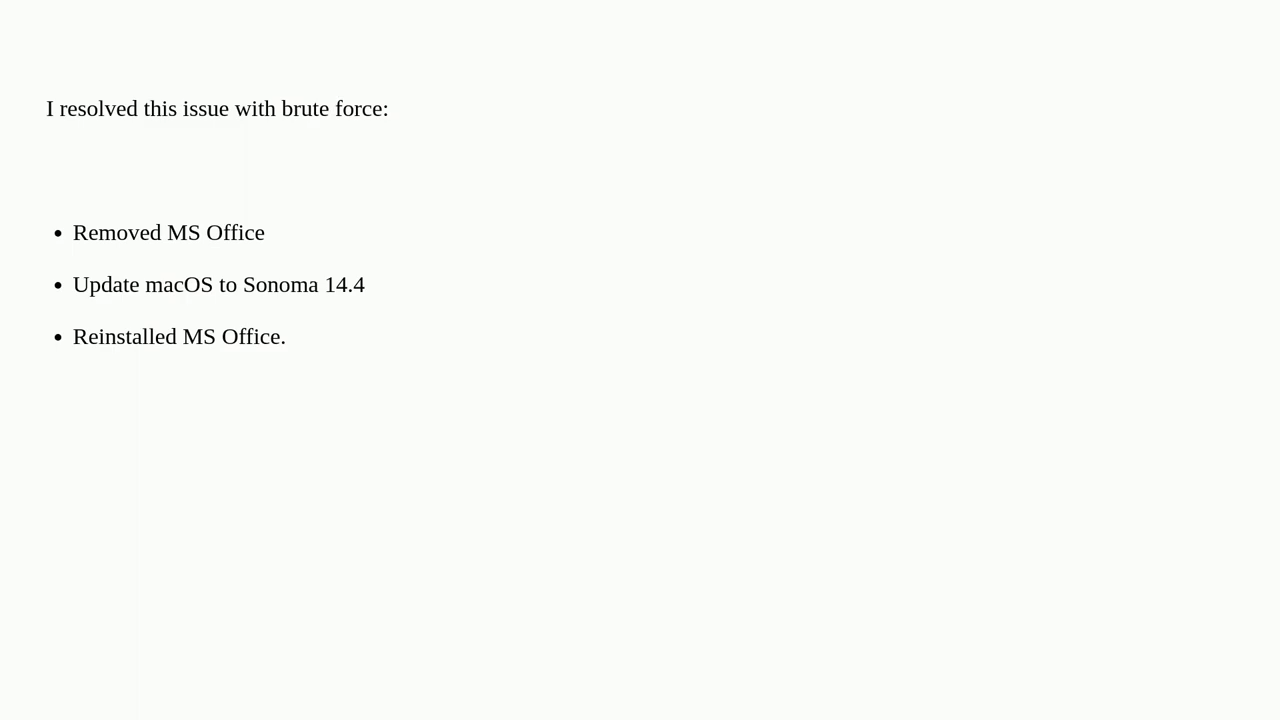 I resolved this issue with brute force:
• Removed MS Office
• Update macOS to Sonoma 14.4
• Reinstalled MS Office.